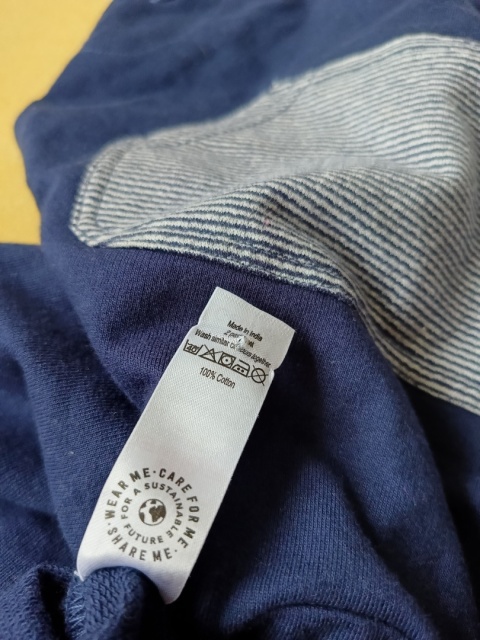 Made in India
Wash similar colours together
40
100% Cotton
WEAR ME · CARE FOR ME · SHARE ME ·
FOR A SUSTAINABLE FUTURE